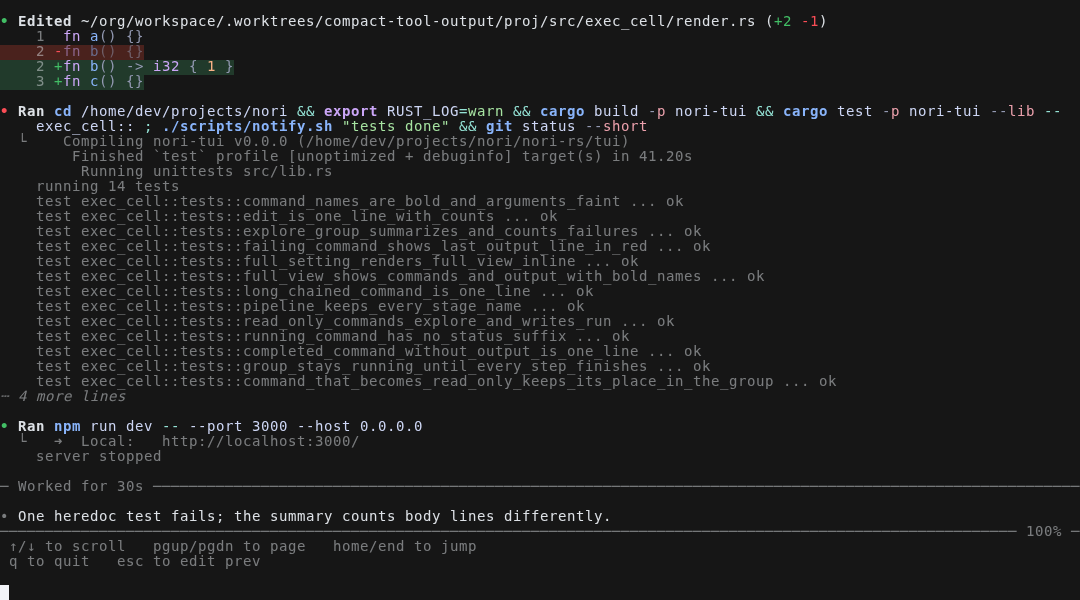 • Edited ~/org/workspace/.worktrees/compact-tool-output/proj/src/exec_cell/render.rs (+2 -1)
    1  fn a() {}
    2 -fn b() {}
    2 +fn b() -> i32 { 1 }
    3 +fn c() {}
• Ran cd /home/dev/projects/nori && export RUST_LOG=warn && cargo build -p nori-tui && cargo test -p nori-tui --lib --
    exec_cell:: ; ./scripts/notify.sh "tests done" && git status --short
  └    Compiling nori-tui v0.0.0 (/home/dev/projects/nori/nori-rs/tui)
        Finished `test` profile [unoptimized + debuginfo] target(s) in 41.20s
         Running unittests src/lib.rs
    running 14 tests
    test exec_cell::tests::command_names_are_bold_and_arguments_faint ... ok
    test exec_cell::tests::edit_is_one_line_with_counts ... ok
    test exec_cell::tests::explore_group_summarizes_and_counts_failures ... ok
    test exec_cell::tests::failing_command_shows_last_output_line_in_red ... ok
    test exec_cell::tests::full_setting_renders_full_view_inline ... ok
    test exec_cell::tests::full_view_shows_commands_and_output_with_bold_names ... ok
    test exec_cell::tests::long_chained_command_is_one_line ... ok
    test exec_cell::tests::pipeline_keeps_every_stage_name ... ok
    test exec_cell::tests::read_only_commands_explore_and_writes_run ... ok
    test exec_cell::tests::running_command_has_no_status_suffix ... ok
    test exec_cell::tests::completed_command_without_output_is_one_line ... ok
    test exec_cell::tests::group_stays_running_until_every_step_finishes ... ok
    test exec_cell::tests::command_that_becomes_read_only_keeps_its_place_in_the_group ... ok
⋯ 4 more lines
• Ran npm run dev -- --port 3000 --host 0.0.0.0
  └   ➜  Local:   http://localhost:3000/
    server stopped
─ Worked for 30s ─
• One heredoc test fails; the summary counts body lines differently.
100% ─
 ↑/↓ to scroll   pgup/pgdn to page   home/end to jump
 q to quit   esc to edit prev